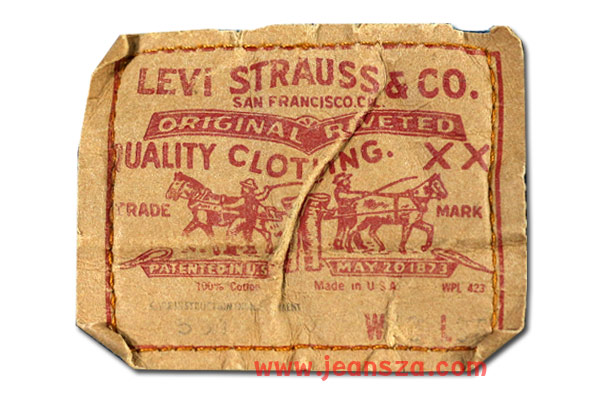 LEVI STRAUSS & CO.
SAN FRANCISCO. CAL.
ORIGINAL RIVETED
QUALITY CLOTHING. XX
TRADE MARK
PATENTED IN U.S. MAY 20 1873
100% Cotton Made in U.S.A. WPL 423
W L
www.jeansza.com